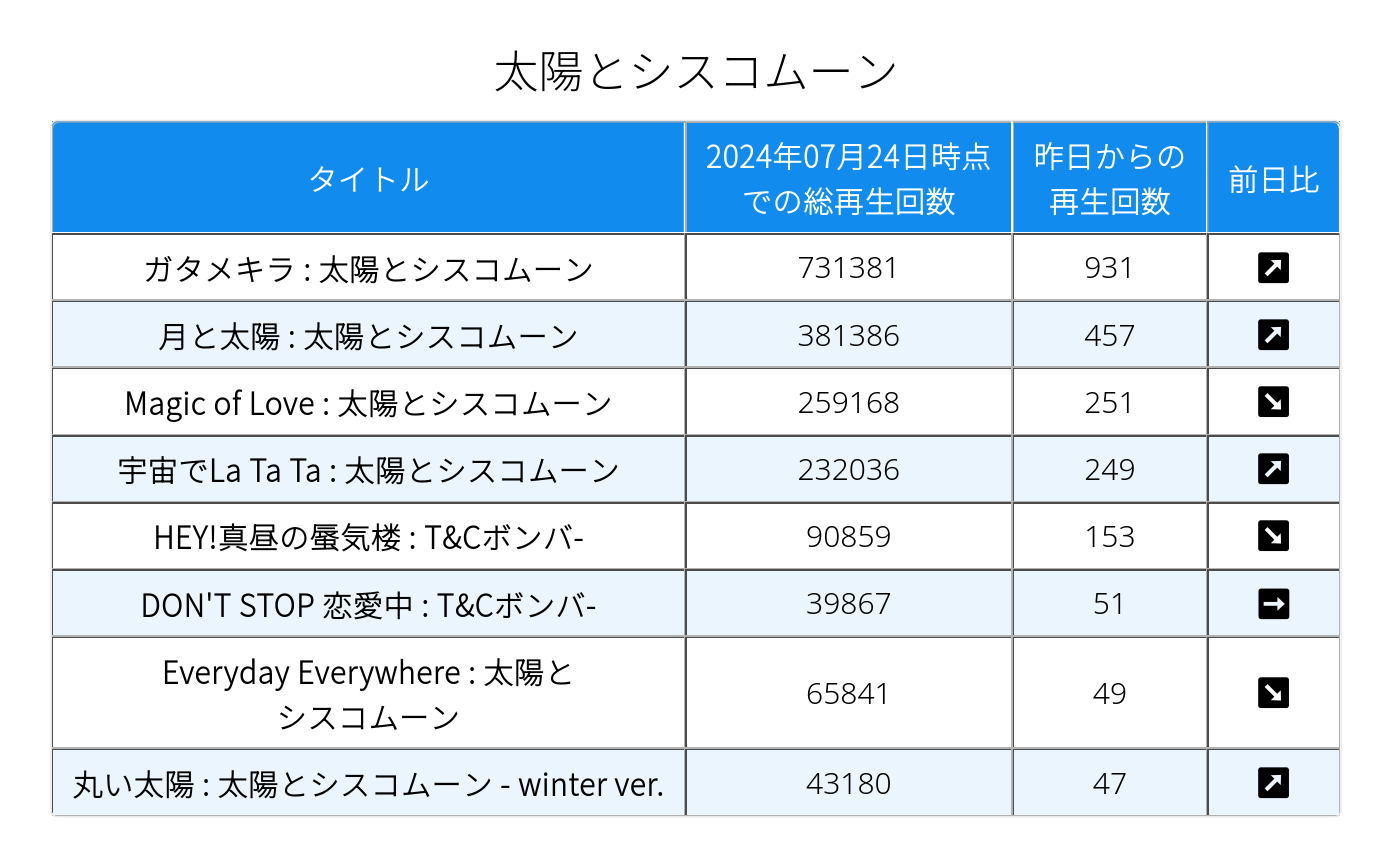 太陽とシスコムーン
タイトル
2024年07月24日時点
での総再生回数
昨日からの
再生回数
前日比
ガタメキラ : 太陽とシスコムーン 731381 931
月と太陽 : 太陽とシスコムーン 381386 457
Magic of Love : 太陽とシスコムーン 259168 251
宇宙でLa Ta Ta : 太陽とシスコムーン 232036 249
HEY!真昼の蜃気楼 : T&Cボンバ- 90859 153
DON'T STOP 恋愛中 : T&Cボンバ- 39867 51
Everyday Everywhere : 太陽と
シスコムーン 65841 49
丸い太陽 : 太陽とシスコムーン - winter ver. 43180 47